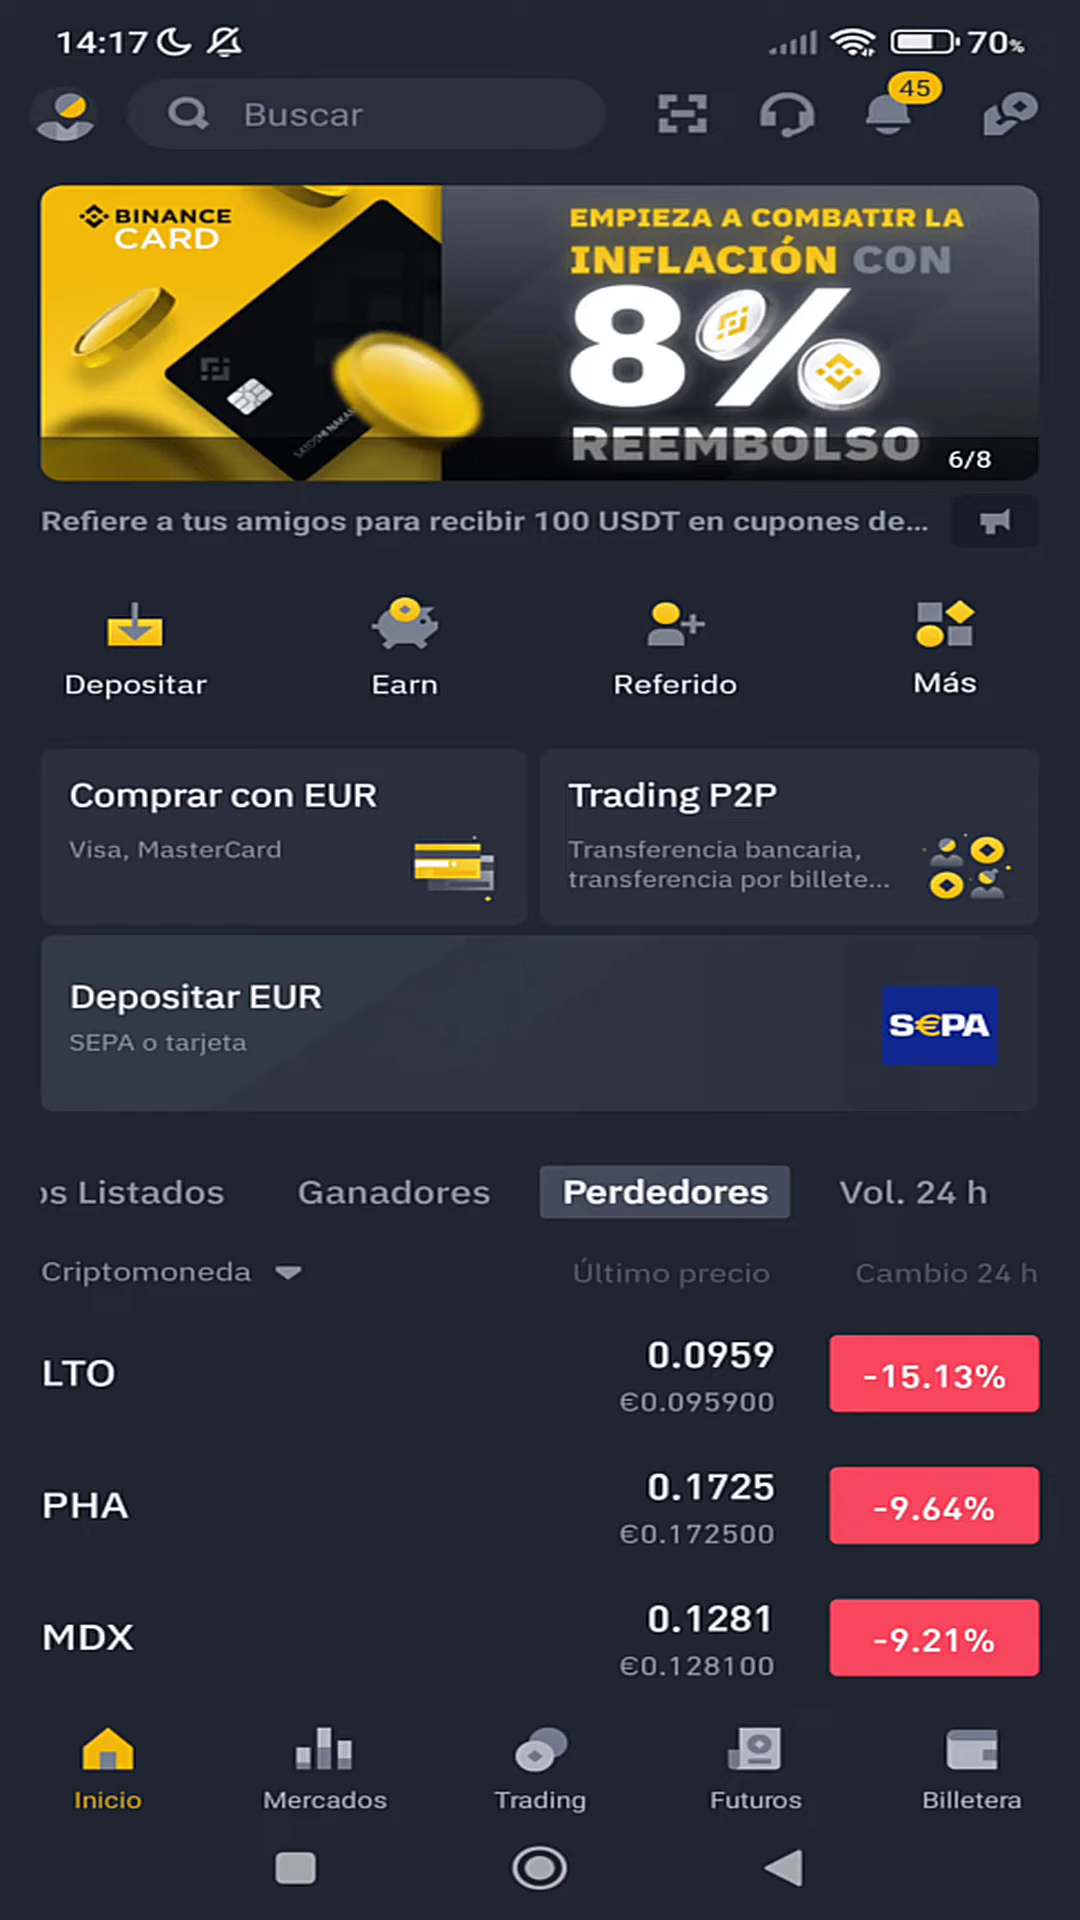 14:17
70%
Buscar
45
BINANCE
CARD
EMPIEZA A COMBATIR LA
INFLACIÓN CON
8%
REEMBOLSO
6/8
Refiere a tus amigos para recibir 100 USDT en cupones de...
Depositar
Earn
Referido
Más
Comprar con EUR
Visa, MasterCard
Trading P2P
Transferencia bancaria,
transferencia por billete...
Depositar EUR
SEPA o tarjeta
S€PA
os Listados
Ganadores
Perdedores
Vol. 24 h
Criptomoneda
Último precio
Cambio 24 h
LTO
0.0959
€0.095900
-15.13%
PHA
0.1725
€0.172500
-9.64%
MDX
0.1281
€0.128100
-9.21%
Inicio
Mercados
Trading
Futuros
Billetera